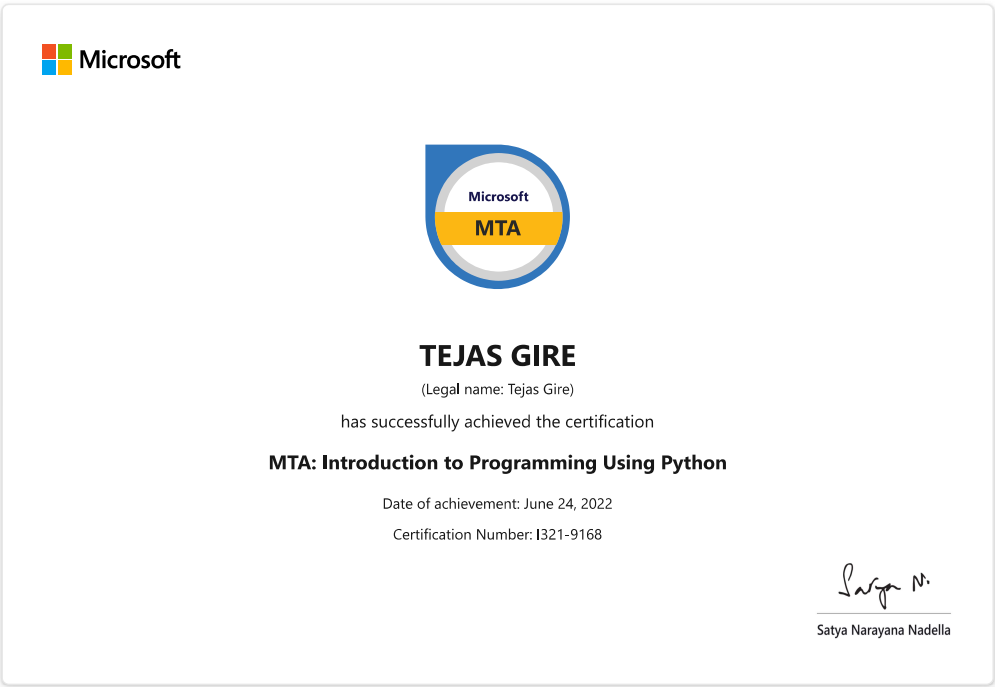 Microsoft
Microsoft
MTA
TEJAS GIRE
(Legal name: Tejas Gire)
has successfully achieved the certification
MTA: Introduction to Programming Using Python
Date of achievement: June 24, 2022
Certification Number: I321-9168
Satya N.
Satya Narayana Nadella